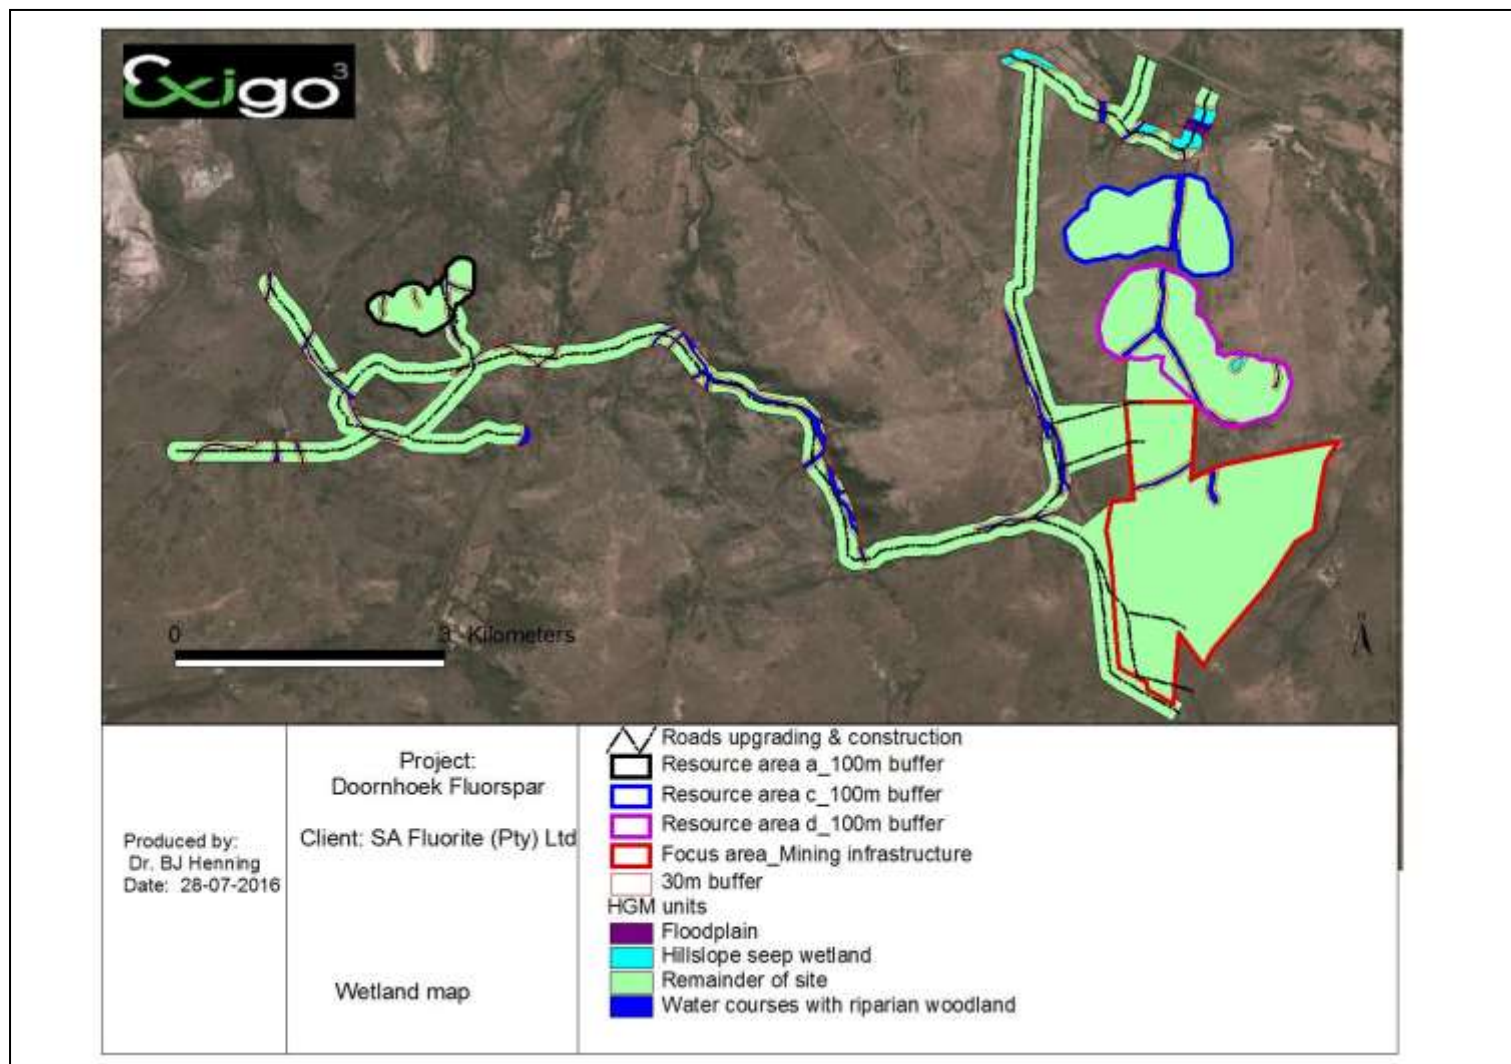 Exigo³
0 3 Kilometers
N
Produced by:
Dr. BJ Henning
Date: 28-07-2016
Project:
Doornhoek Fluorspar
Client: SA Fluorite (Pty) Ltd
Wetland map
Roads upgrading & construction
Resource area a_100m buffer
Resource area c_100m buffer
Resource area d_100m buffer
Focus area_Mining infrastructure
30m buffer
HGM units
Floodplain
Hillslope seep wetland
Remainder of site
Water courses with riparian woodland